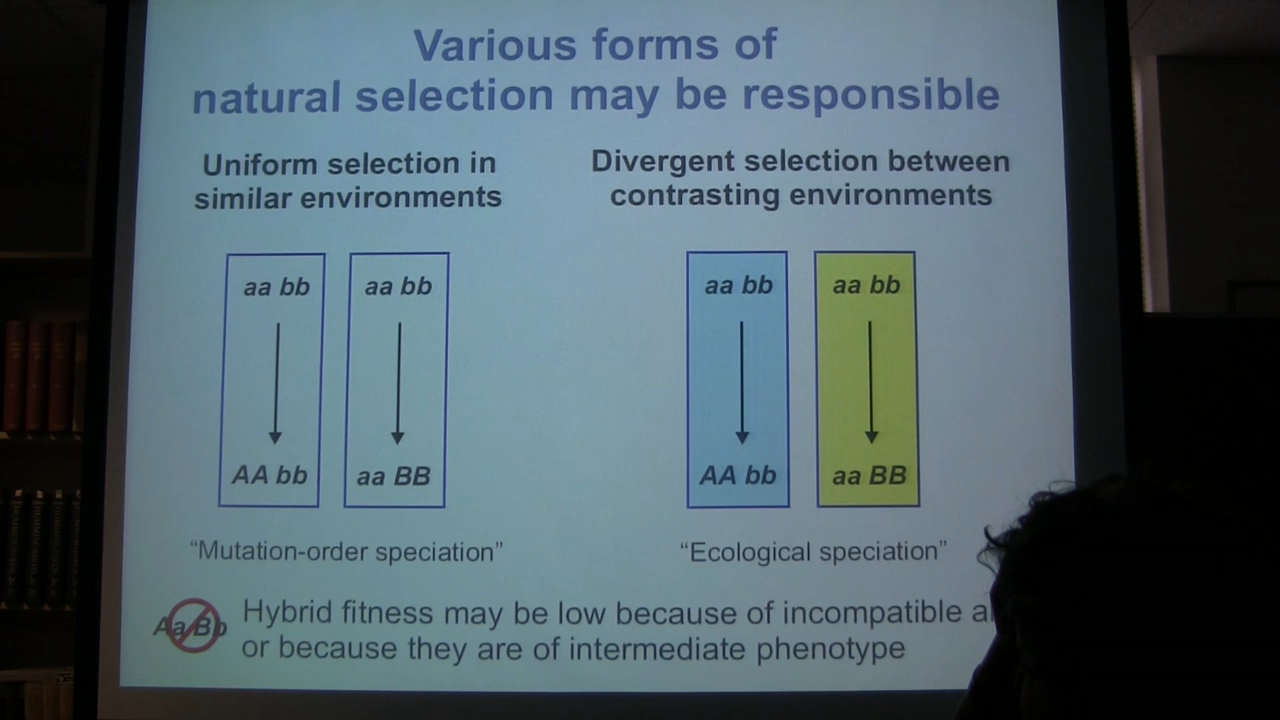 Various forms of
natural selection may be responsible
Uniform selection in
similar environments
Divergent selection between
contrasting environments
aa bb
aa bb
aa bb
aa bb
AA bb
aa BB
AA bb
aa BB
“Mutation-order speciation”
“Ecological speciation”
Aa Bb
Hybrid fitness may be low because of incompatible
or because they are of intermediate phenotype